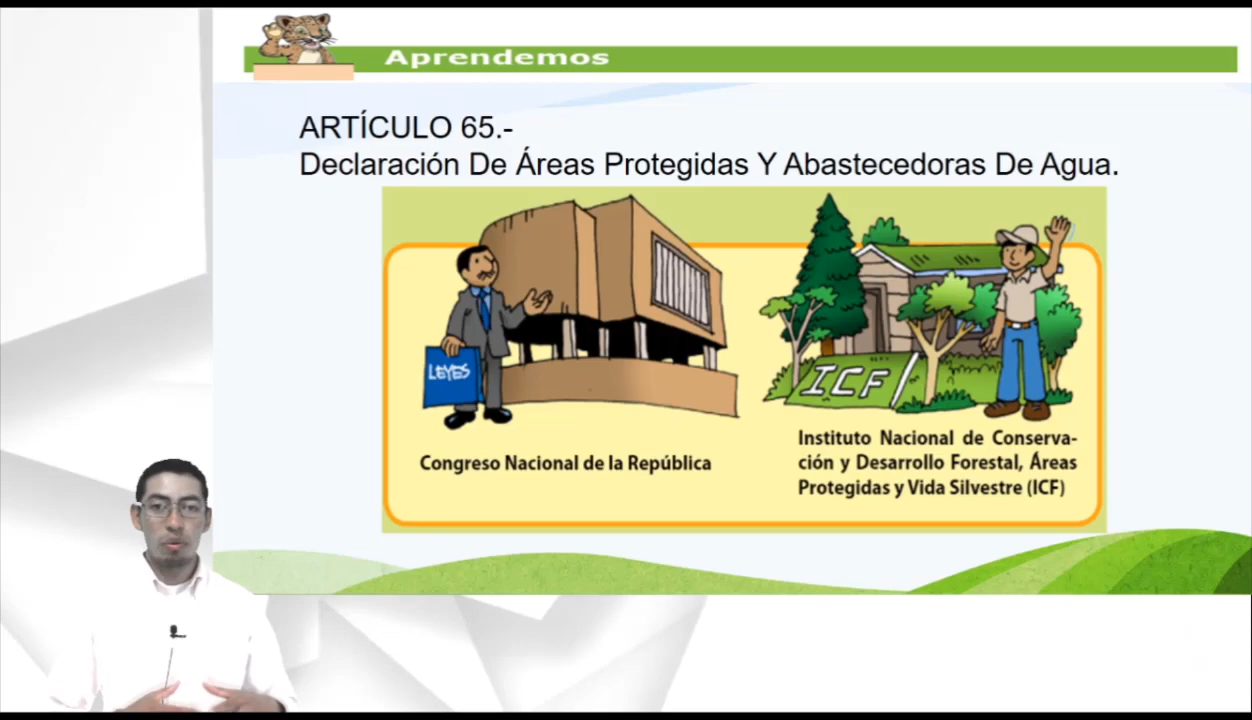 Aprendemos
ARTÍCULO 65.-
Declaración De Áreas Protegidas Y Abastecedoras De Agua.
LEYES
ICF
Congreso Nacional de la República
Instituto Nacional de Conserva-
ción y Desarrollo Forestal, Áreas
Protegidas y Vida Silvestre (ICF)